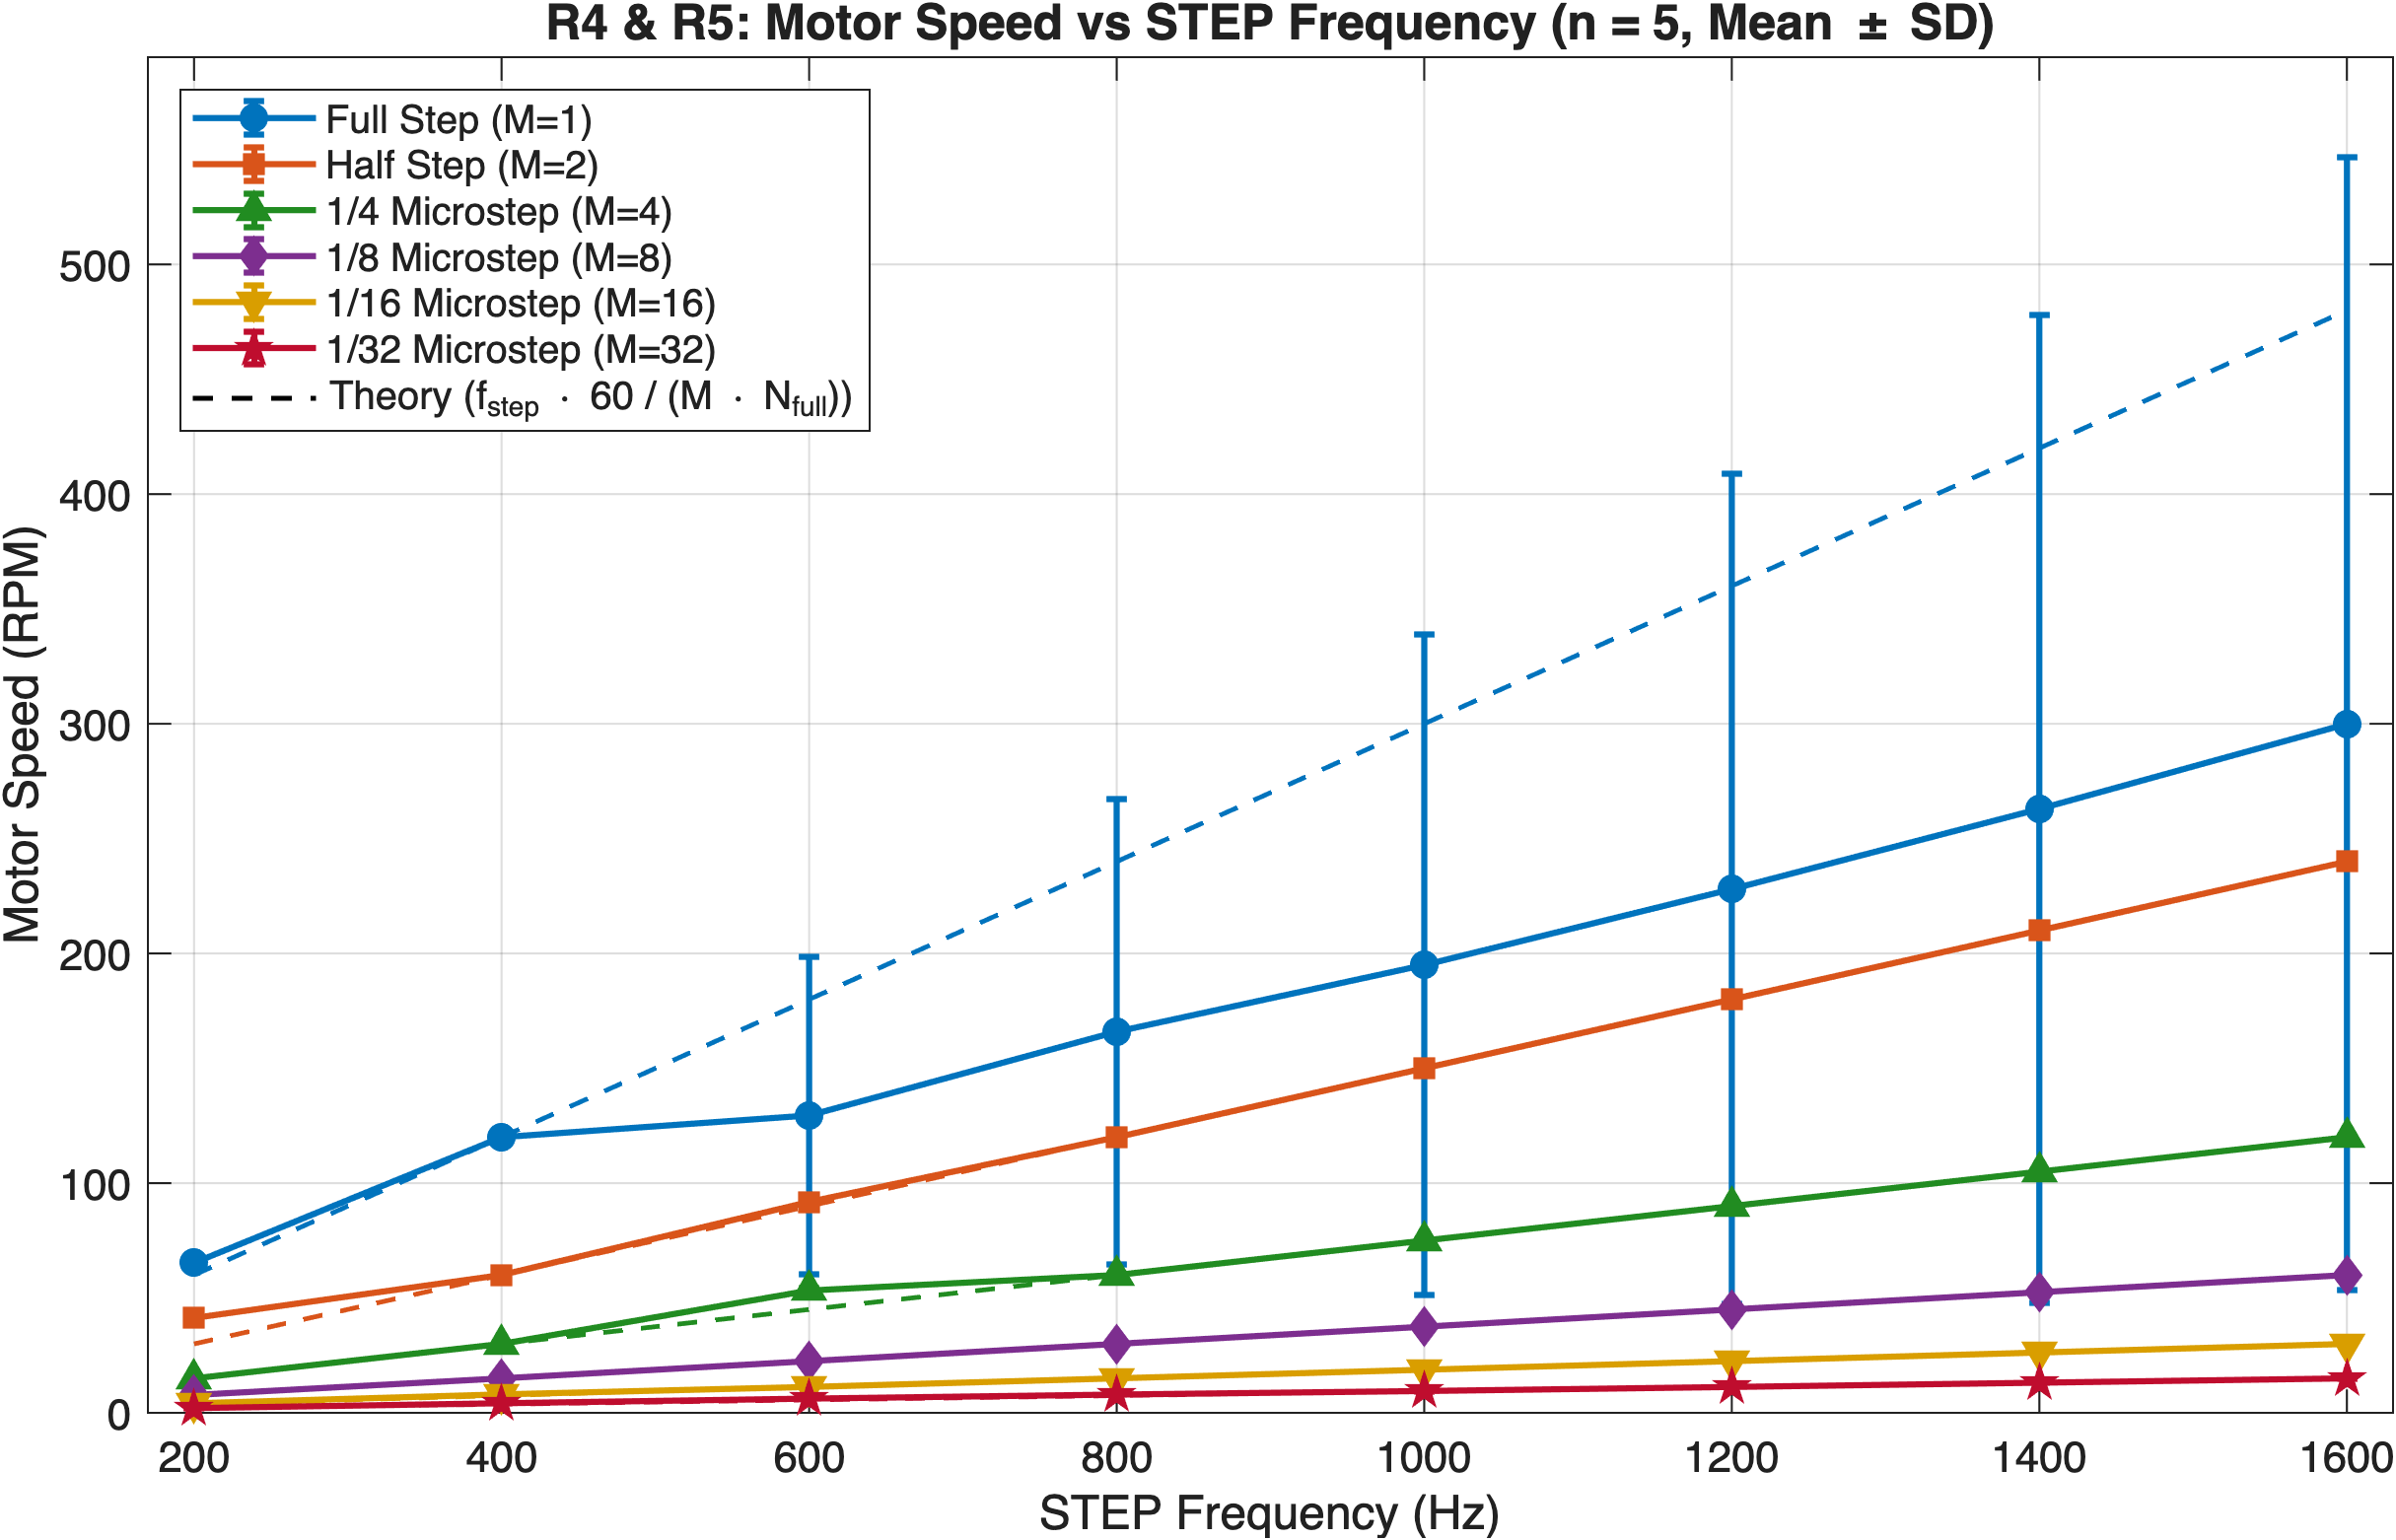 R4 & R5: Motor Speed vs STEP Frequency (n = 5, Mean ± SD)
Full Step (M=1)
Half Step (M=2)
1/4 Microstep (M=4)
1/8 Microstep (M=8)
1/16 Microstep (M=16)
1/32 Microstep (M=32)
Theory (fstep · 60 / (M · Nfull))
Motor Speed (RPM)
500
400
300
200
100
0
200 400 600 800 1000 1200 1400 1600
STEP Frequency (Hz)